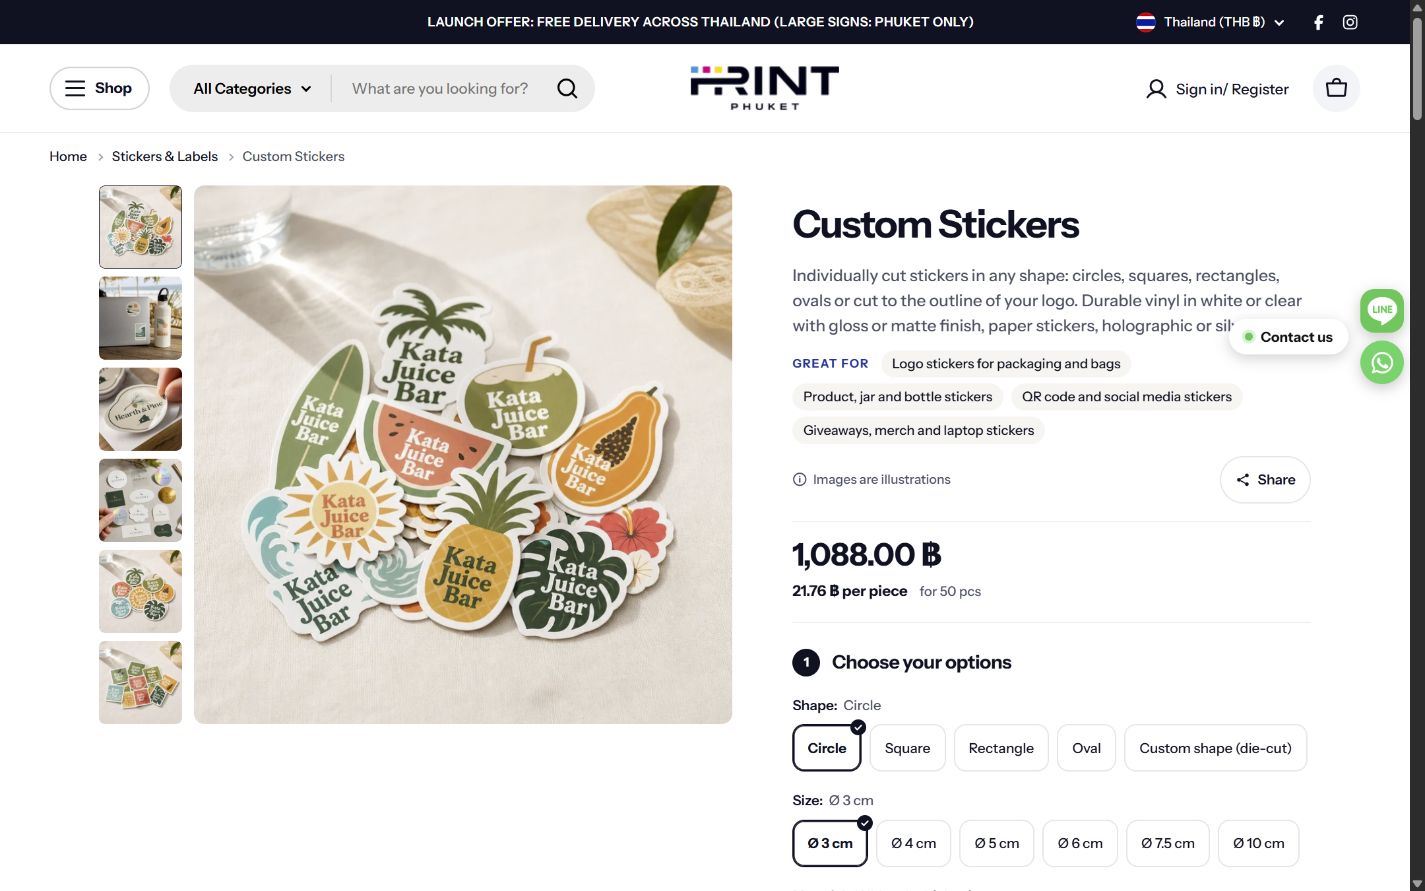 LAUNCH OFFER: FREE DELIVERY ACROSS THAILAND (LARGE SIGNS: PHUKET ONLY)
Thailand (THB ฿)
Shop
All Categories
What are you looking for?
PRINT
PHUKET
Sign in/ Register
Home > Stickers & Labels > Custom Stickers
Kata
Juice
Bar
Kata
Juice
Bar
Kata
Juice
Bar
Kata
Juice
Bar
Kata
Juice
Bar
Kata
Juice
Bar
Kata
Juice
Bar
Kata
Juice
Bar
Kata
Juice
Bar
Hearth & Pine
Custom Stickers
Individually cut stickers in any shape: circles, squares, rectangles,
ovals or cut to the outline of your logo. Durable vinyl in white or clear
with gloss or matte finish, paper stickers, holographic or
LINE
Contact us
GREAT FOR
Logo stickers for packaging and bags
Product, jar and bottle stickers
QR code and social media stickers
Giveaways, merch and laptop stickers
Images are illustrations
Share
1,088.00 ฿
21.76 ฿ per piece for 50 pcs
1 Choose your options
Shape: Circle
Circle
Square
Rectangle
Oval
Custom shape (die-cut)
Size: Ø 3 cm
Ø 3 cm
Ø 4 cm
Ø 5 cm
Ø 6 cm
Ø 7.5 cm
Ø 10 cm